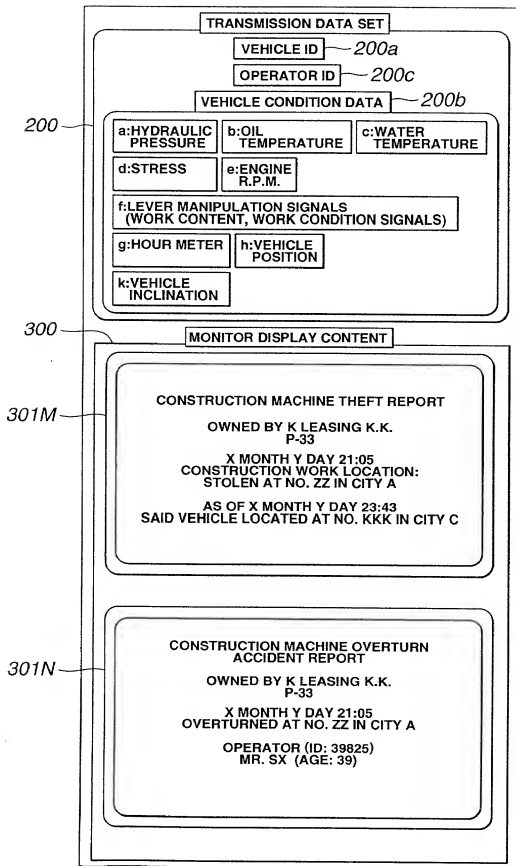 TRANSMISSION DATA SET
VEHICLE ID
200a
OPERATOR ID
200c
VEHICLE CONDITION DATA
200b
200
a:HYDRAULIC
PRESSURE
b:OIL
TEMPERATURE
c:WATER
TEMPERATURE
d:STRESS
e:ENGINE
R.P.M.
f:LEVER MANIPULATION SIGNALS
(WORK CONTENT, WORK CONDITION SIGNALS)
g:HOUR METER
h:VEHICLE
POSITION
k:VEHICLE
INCLINATION
300
MONITOR DISPLAY CONTENT
301M
CONSTRUCTION MACHINE THEFT REPORT
OWNED BY K LEASING K.K.
P-33
X MONTH Y DAY 21:05
CONSTRUCTION WORK LOCATION:
STOLEN AT NO. ZZ IN CITY A
AS OF X MONTH Y DAY 23:43
SAID VEHICLE LOCATED AT NO. KKK IN CITY C
301N
CONSTRUCTION MACHINE OVERTURN
ACCIDENT REPORT
OWNED BY K LEASING K.K.
P-33
X MONTH Y DAY 21:05
OVERTURNED AT NO. ZZ IN CITY A
OPERATOR (ID: 39825)
MR. SX (AGE: 39)